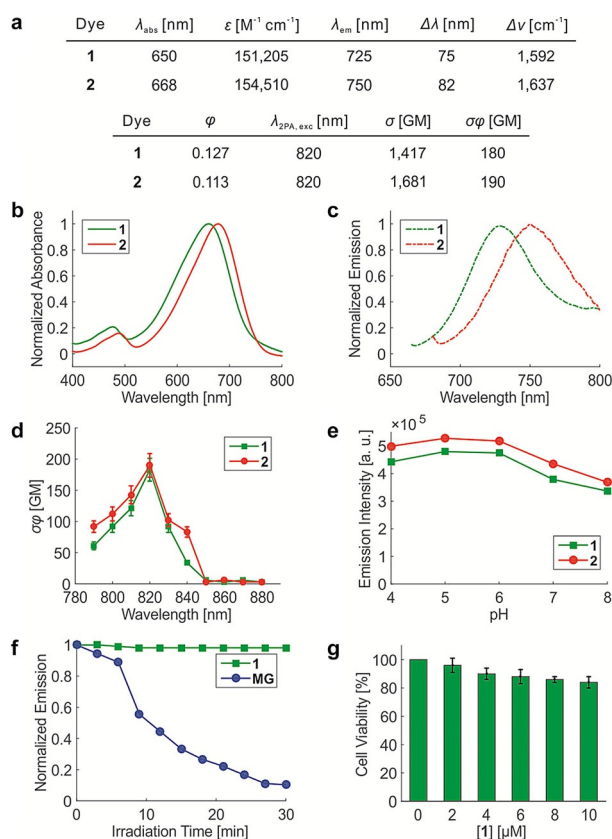 a
Dye λabs [nm] ε [M⁻¹ cm⁻¹] λem [nm] Δλ [nm] Δν [cm⁻¹]
1 650 151,205 725 75 1,592
2 668 154,510 750 82 1,637
Dye φ λ2PA, exc [nm] σ [GM] σφ [GM]
1 0.127 820 1,417 180
2 0.113 820 1,681 190
b
Normalized Absorbance
1
0.8
0.6
0.4
0.2
0
1
2
400 500 600 700 800
Wavelength [nm]
c
Normalized Emission
1
0.8
0.6
0.4
0.2
0
1
2
650 700 750 800
Wavelength [nm]
d
σφ [GM]
250
200
150
100
50
0
1
2
780 800 820 840 860 880
Wavelength [nm]
e
Emission Intensity [a. u.]
×10⁵
5
4
3
2
1
0
1
2
4 5 6 7 8
pH
f
Normalized Emission
1
0.8
0.6
0.4
0.2
0
1
MG
0 10 20 30
Irradiation Time [min]
g
Cell Viability [%]
100
80
60
40
20
0
0 2 4 6 8 10
[1] [μM]